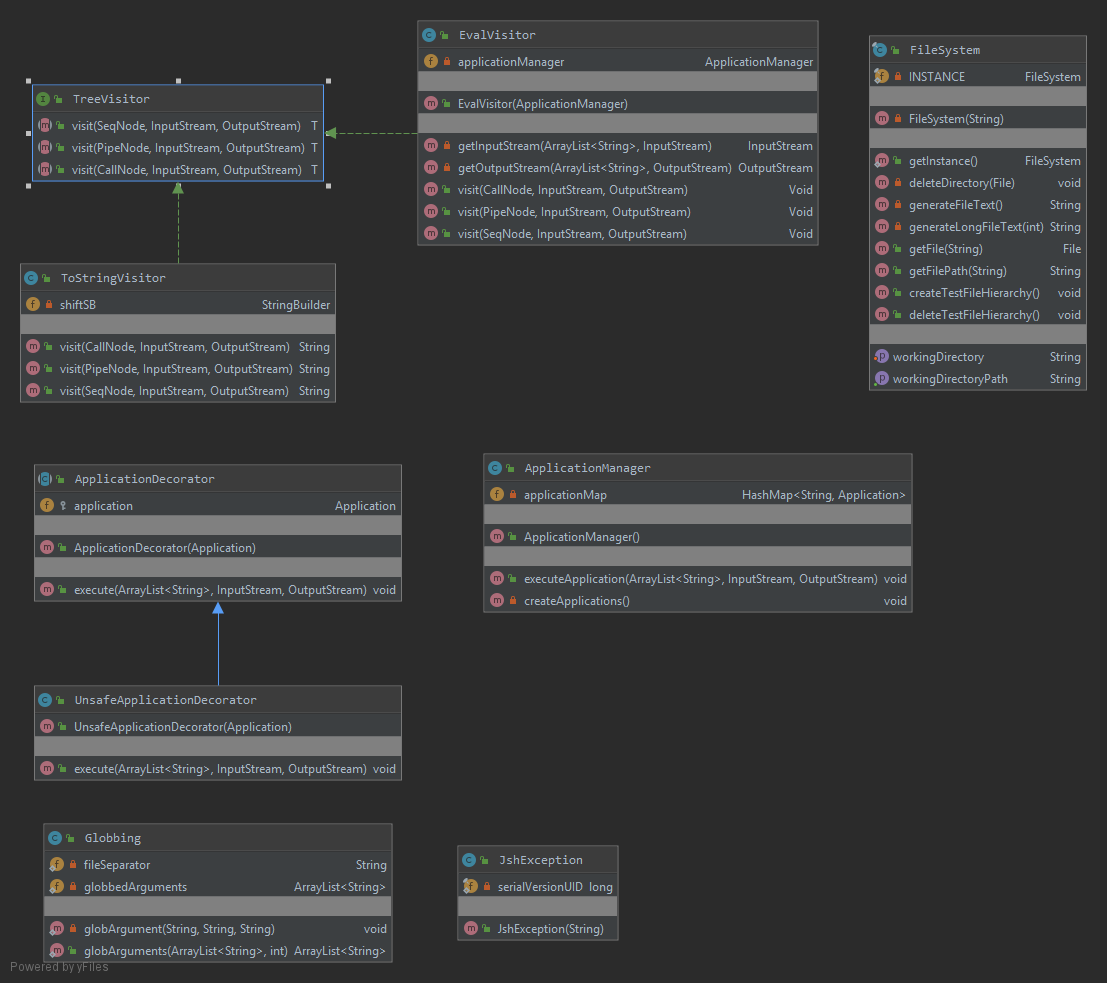 EvalVisitor
applicationManager ApplicationManager
EvalVisitor(ApplicationManager)
getInputStream(ArrayList<String>, InputStream) InputStream
getOutputStream(ArrayList<String>, OutputStream) OutputStream
visit(CallNode, InputStream, OutputStream) Void
visit(PipeNode, InputStream, OutputStream) Void
visit(SeqNode, InputStream, OutputStream) Void
FileSystem
INSTANCE FileSystem
FileSystem(String)
getInstance() FileSystem
deleteDirectory(File) void
generateFileText() String
generateLongFileText(int) String
getFile(String) File
getFilePath(String) String
createTestFileHierarchy() void
deleteTestFileHierarchy() void
workingDirectory String
workingDirectoryPath String
TreeVisitor
visit(SeqNode, InputStream, OutputStream) T
visit(PipeNode, InputStream, OutputStream) T
visit(CallNode, InputStream, OutputStream) T
ToStringVisitor
shiftSB StringBuilder
visit(CallNode, InputStream, OutputStream) String
visit(PipeNode, InputStream, OutputStream) String
visit(SeqNode, InputStream, OutputStream) String
ApplicationDecorator
application Application
ApplicationDecorator(Application)
execute(ArrayList<String>, InputStream, OutputStream) void
ApplicationManager
applicationMap HashMap<String, Application>
ApplicationManager()
executeApplication(ArrayList<String>, InputStream, OutputStream) void
createApplications() void
UnsafeApplicationDecorator
UnsafeApplicationDecorator(Application)
execute(ArrayList<String>, InputStream, OutputStream) void
Globbing
fileSeparator String
globbedArguments ArrayList<String>
globArgument(String, String, String) void
globArguments(ArrayList<String>, int) ArrayList<String>
JshException
serialVersionUID long
JshException(String)
Powered by yFiles